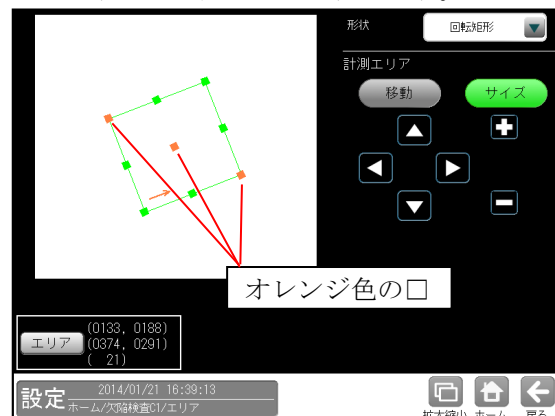 形状 回転矩形
計測エリア
移動 サイズ
オレンジ色の□
エリア
(0133, 0188)
(0374, 0291)
( 21)
設定 2014/01/21 16:39:13
ホーム/欠陥検査C1/エリア
拡大縮小 ホーム 戻る